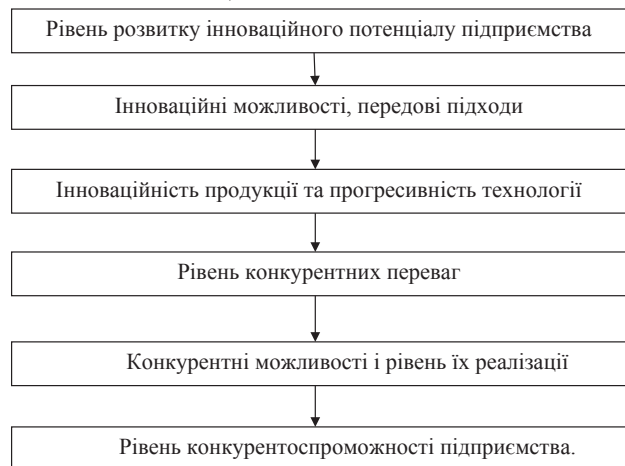 Рівень розвитку інноваційного потенціалу підприємства
Інноваційні можливості, передові підходи
Інноваційність продукції та прогресивність технології
Рівень конкурентних переваг
Конкурентні можливості і рівень їх реалізації
Рівень конкурентоспроможності підприємства.